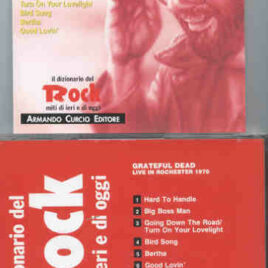 Turn On Your Lovelight
Bird Song
Bertha
Good Lovin'
il dizionario del
Rock
miti di ieri e di oggi
ARMANDO CURCIO EDITORE
GRATEFUL DEAD
LIVE IN ROCHESTER 1970
1 Hard To Handle
2 Big Boss Man
3 Going Down The Road/
Turn On Your Lovelight
4 Bird Song
5 Bertha
6 Good Lovin'
onario del
ock
eri e di oggi